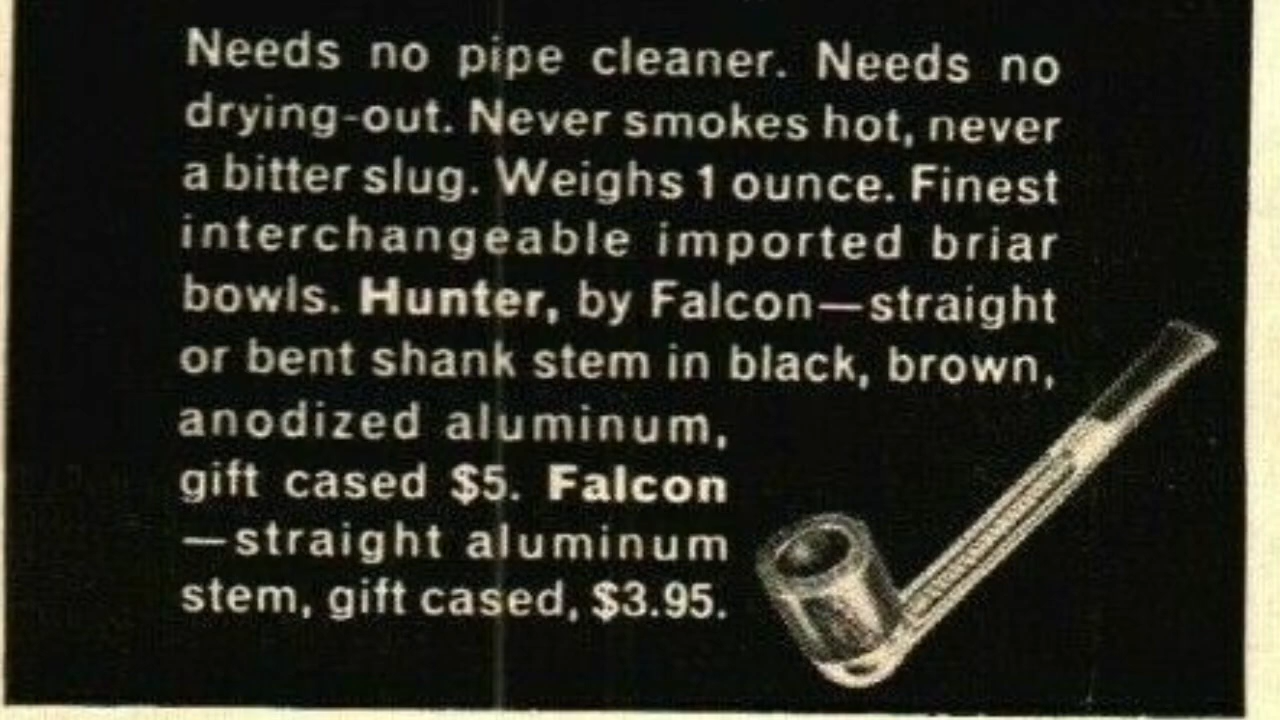 Needs no pipe cleaner. Needs no
drying-out. Never smokes hot, never
a bitter slug. Weighs 1 ounce. Finest
interchangeable imported briar
bowls. Hunter, by Falcon—straight
or bent shank stem in black, brown,
anodized aluminum,
gift cased $5. Falcon
—straight aluminum
stem, gift cased, $3.95.